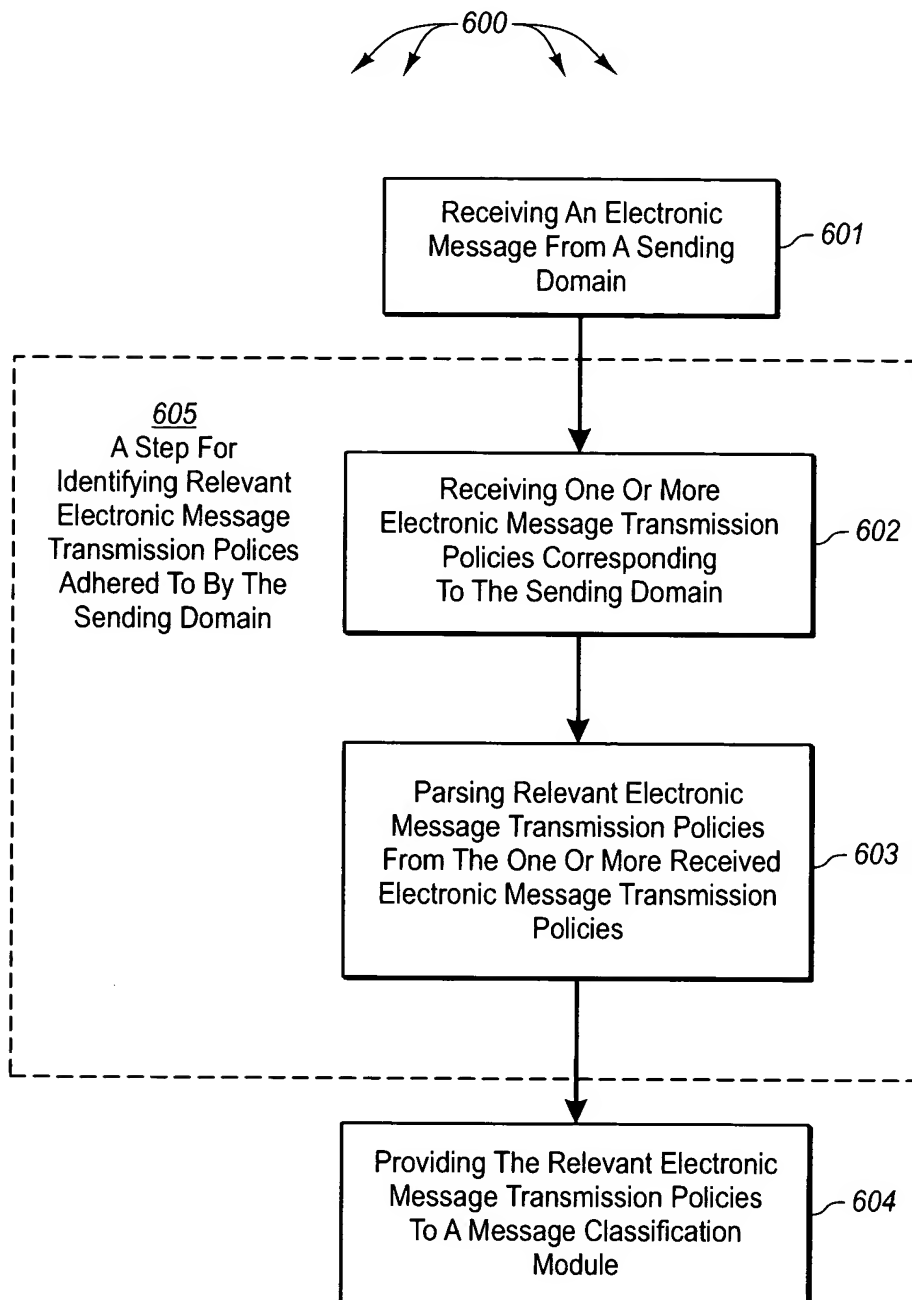 600
Receiving An Electronic
Message From A Sending
Domain
601
605
A Step For
Identifying Relevant
Electronic Message
Transmission Polices
Adhered To By The
Sending Domain
Receiving One Or More
Electronic Message Transmission
Policies Corresponding
To The Sending Domain
602
Parsing Relevant Electronic
Message Transmission Policies
From The One Or More Received
Electronic Message Transmission
Policies
603
Providing The Relevant Electronic
Message Transmission Policies
To A Message Classification
Module
604